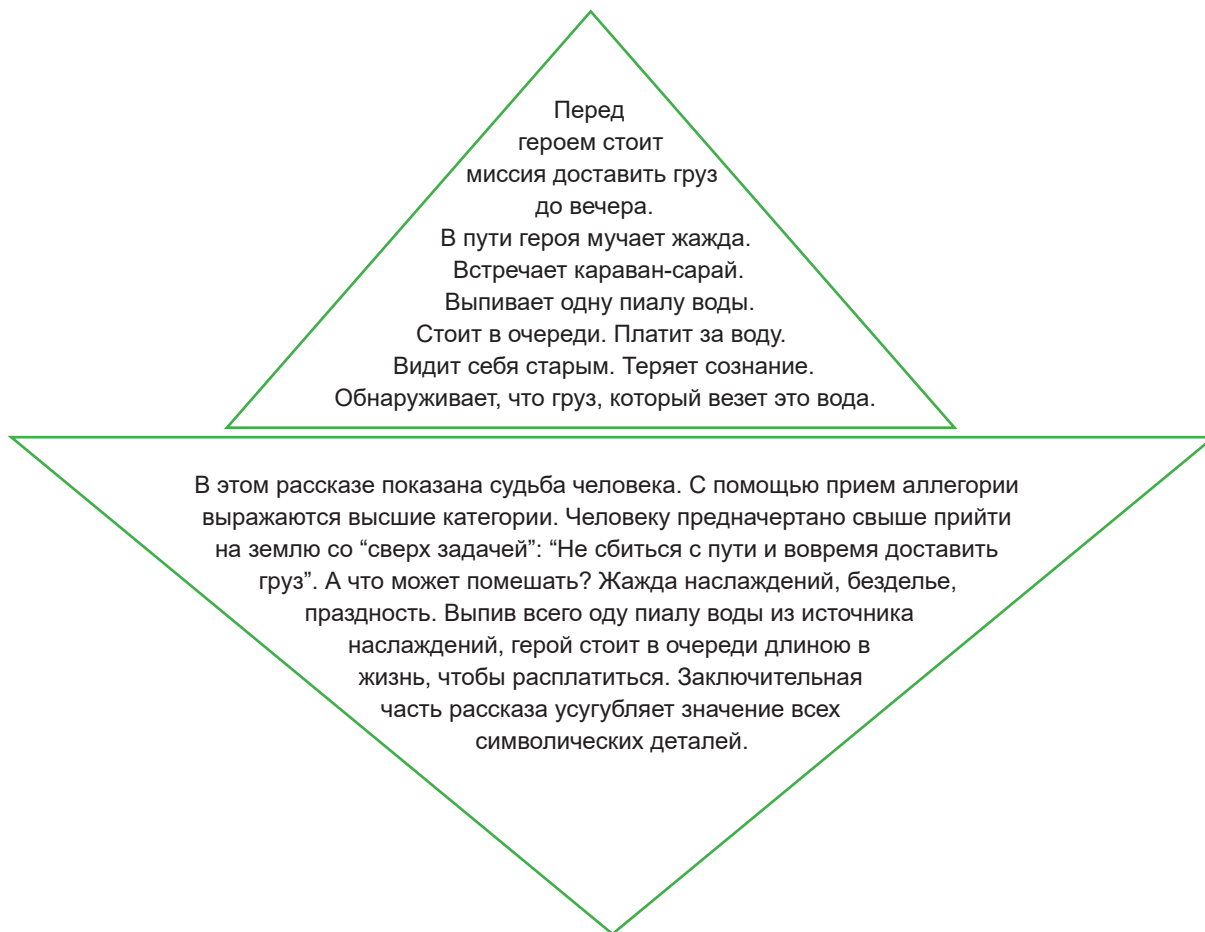 Перед
героем стоит
миссия доставить груз
до вечера.
В пути героя мучает жажда.
Встречает караван-сарай.
Выпивает одну пиалу воды.
Стоит в очереди. Платит за воду.
Видит себя старым. Теряет сознание.
Обнаруживает, что груз, который везет это вода.
В этом рассказе показана судьба человека. С помощью прием аллегории
выражаются высшие категории. Человеку предначертано свыше прийти
на землю со “сверх задачей”: “Не сбиться с пути и вовремя доставить
груз”. А что может помешать? Жажда наслаждений, безделье,
праздность. Выпив всего оду пиалу воды из источника
наслаждений, герой стоит в очереди длиною в
жизнь, чтобы расплатиться. Заключительная
часть рассказа усугубляет значение всех
символических деталей.